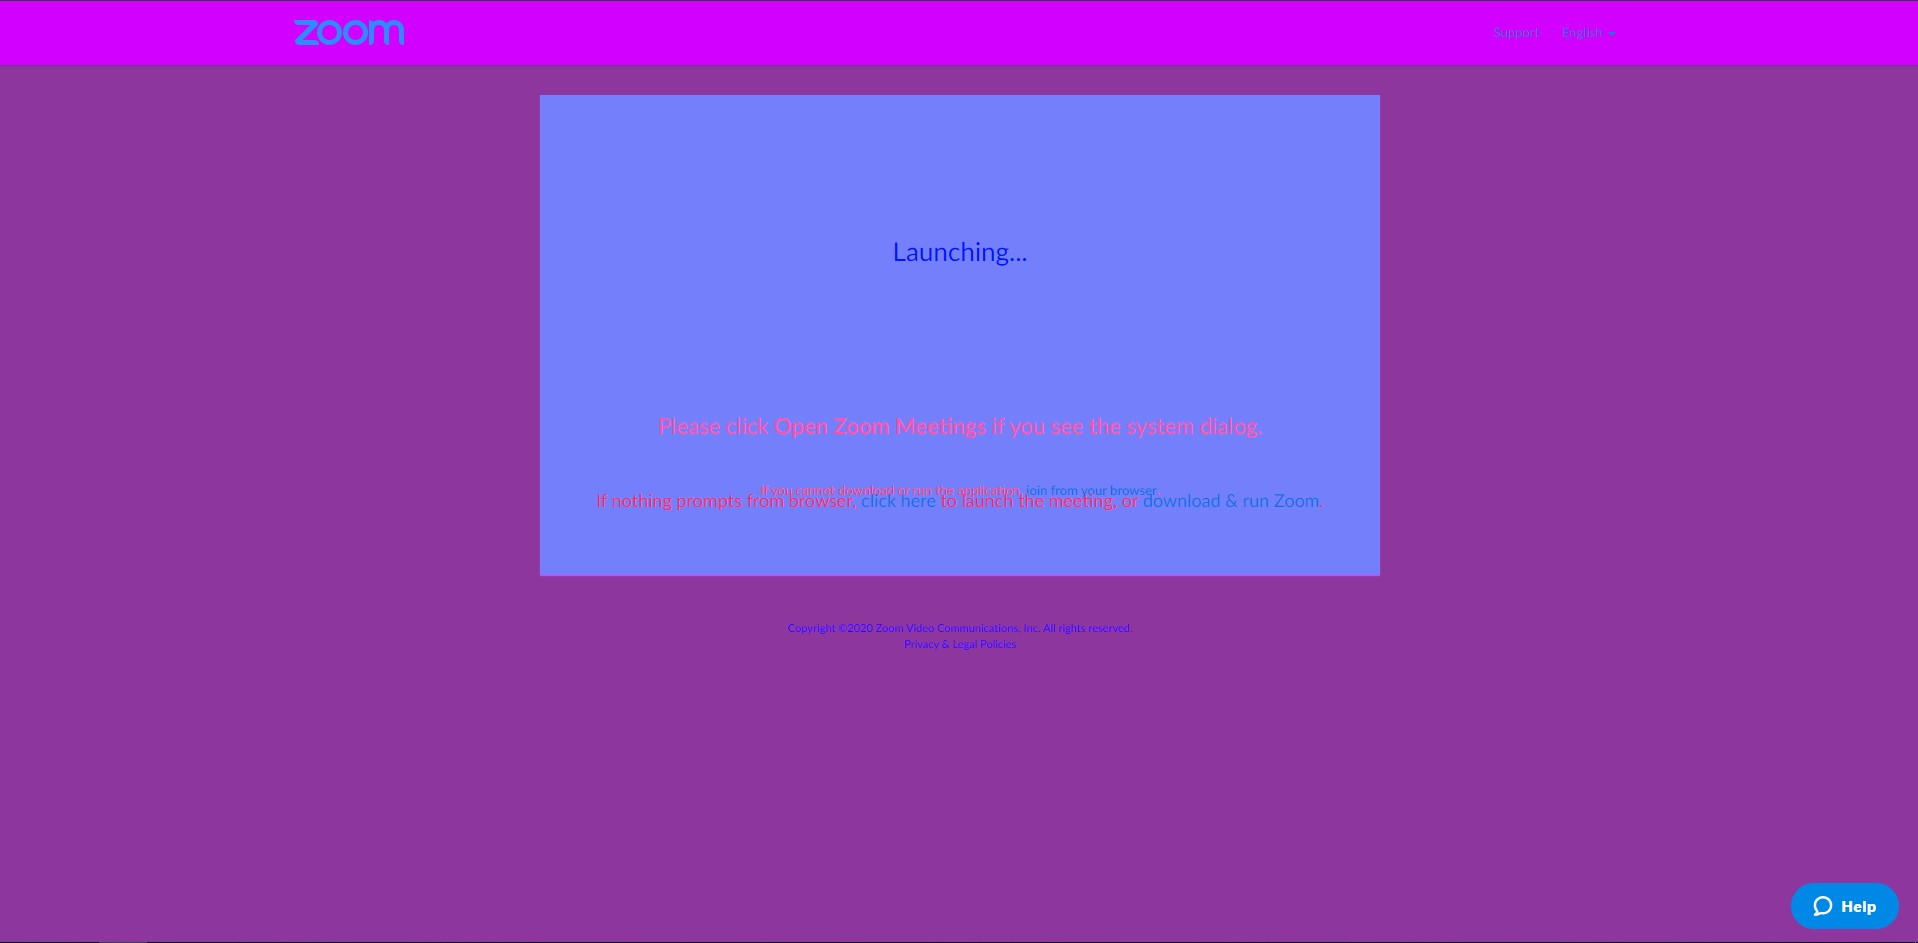 zoom
Support English
Launching...
Please click Open Zoom Meetings if you see the system dialog.
If you cannot download or run the application, join from your browser
If nothing prompts from browser, click here to launch the meeting, or download & run Zoom.
Copyright ©2020 Zoom Video Communications, Inc. All rights reserved.
Privacy & Legal Policies
Help